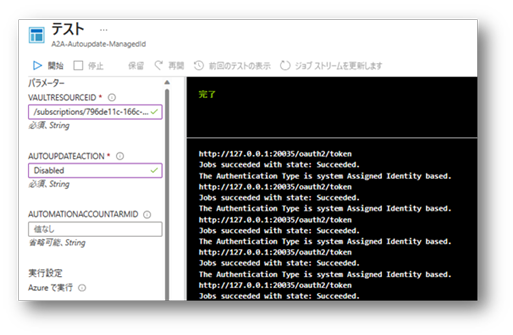 テスト ...
A2A-Autoupdate-ManagedId
開始 停止 保留 再開 前回のテストの表示 ジョブ ストリームを更新します
パラメーター
VAULTRESOURCEID *
/subscriptions/796de11c-166c-...
必須、String
AUTOUPDATEACTION *
Disabled
必須、String
AUTOMATIONACCOUNTARMID
値なし
省略可能、String
実行設定
Azure で実行
完了
http://127.0.0.1:20035/oauth2/token
Jobs succeeded with state: Succeeded.
The Authentication Type is system Assigned Identity based.
http://127.0.0.1:20035/oauth2/token
Jobs succeeded with state: Succeeded.
The Authentication Type is system Assigned Identity based.
http://127.0.0.1:20035/oauth2/token
Jobs succeeded with state: Succeeded.
The Authentication Type is system Assigned Identity based.
http://127.0.0.1:20035/oauth2/token
Jobs succeeded with state: Succeeded.
The Authentication Type is system Assigned Identity based.
http://127.0.0.1:20035/oauth2/token
Jobs succeeded with state: Succeeded.